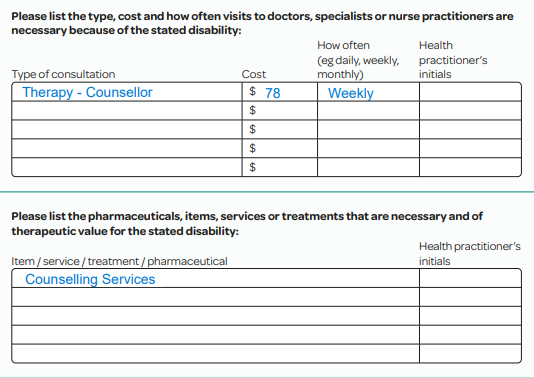 Please list the type, cost and how often visits to doctors, specialists or nurse practitioners are
necessary because of the stated disability:
Type of consultation Cost How often
(eg daily, weekly,
monthly) Health
practitioner's
initials
Therapy - Counsellor $ 78 Weekly
$
$
$
$
Please list the pharmaceuticals, items, services or treatments that are necessary and of
therapeutic value for the stated disability:
Item / service / treatment / pharmaceutical Health practitioner's
initials
Counselling Services